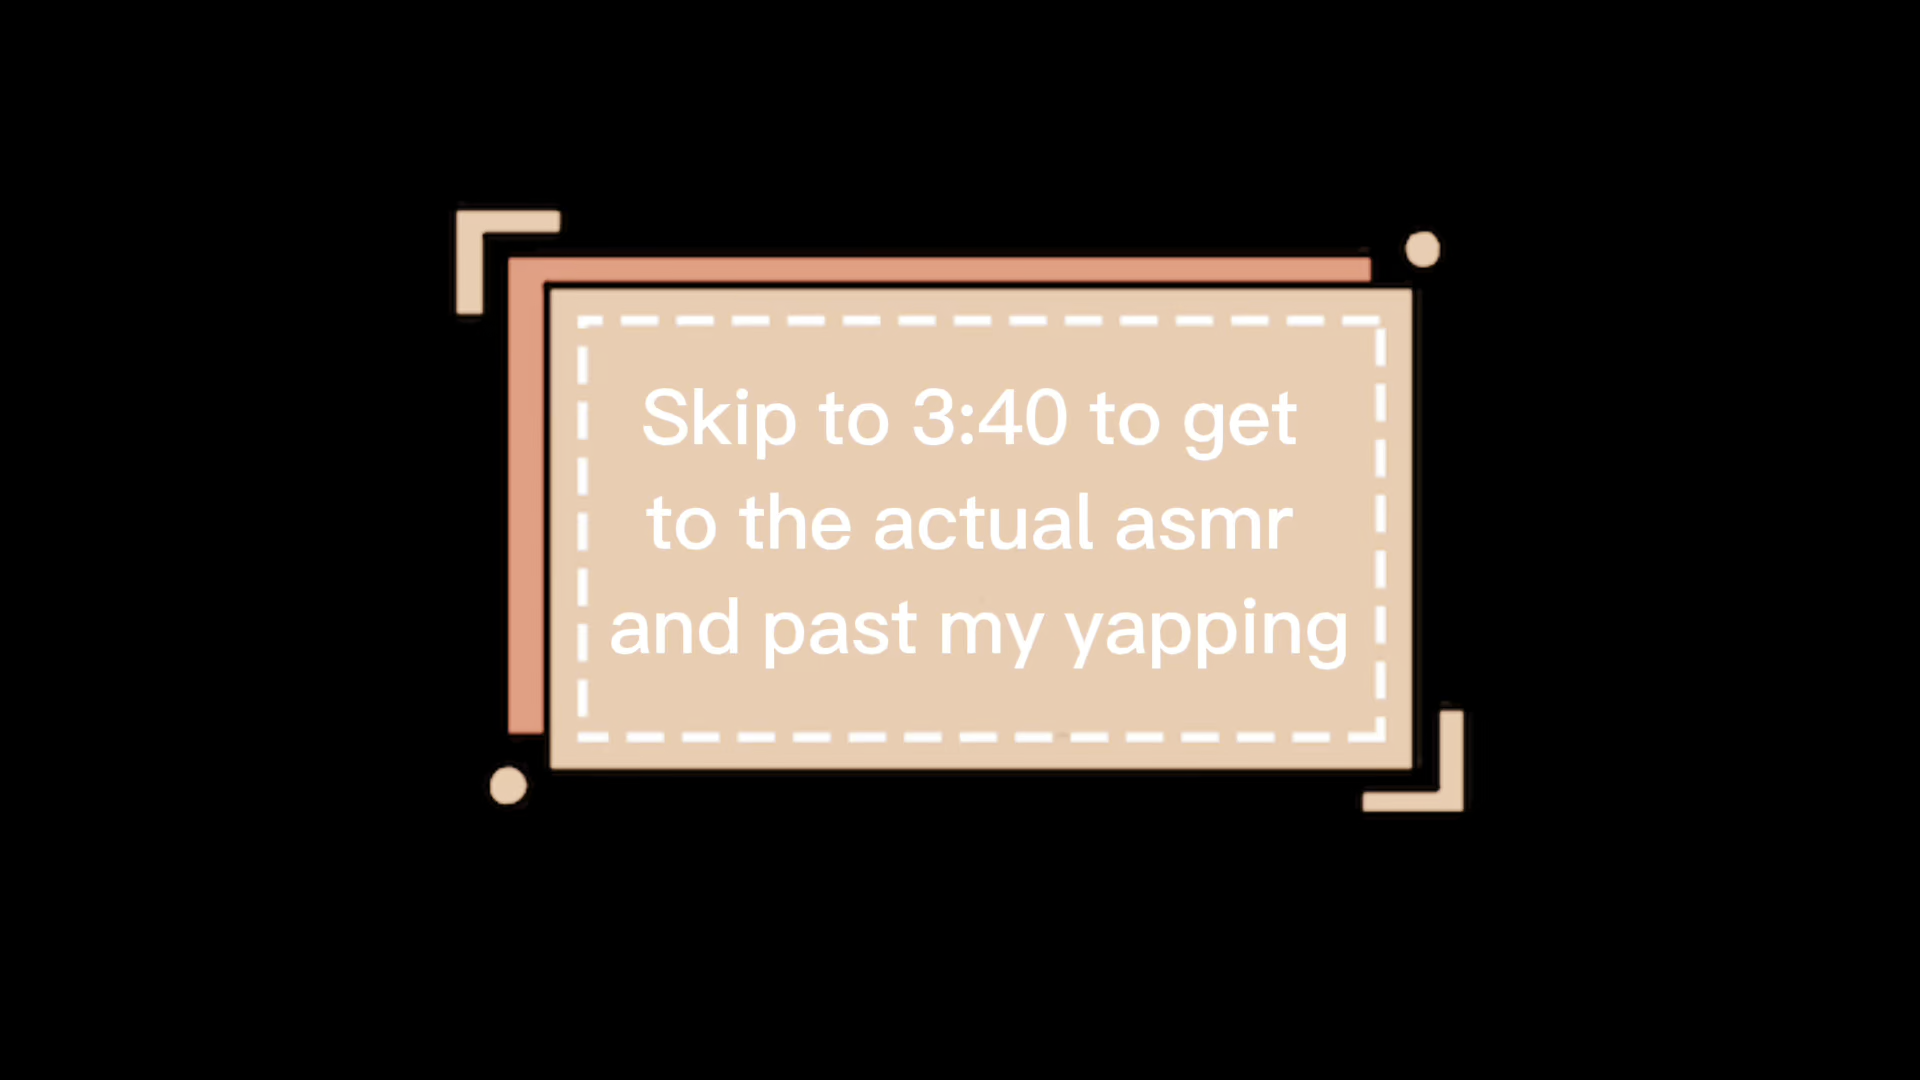 Skip to 3:40 to get
to the actual asmr
and past my yapping